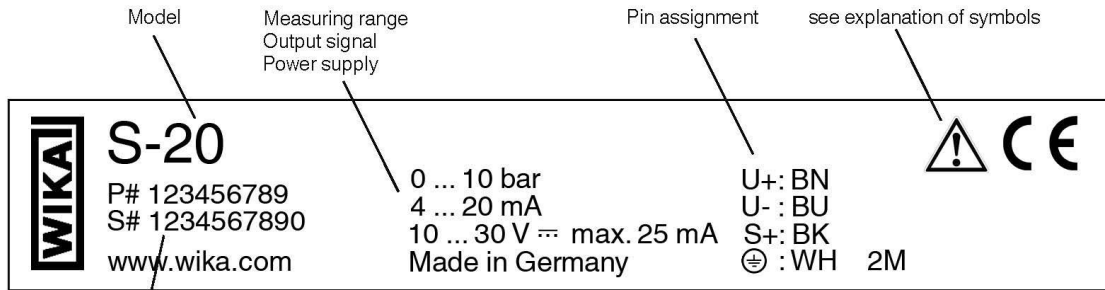 Model
Measuring range
Output signal
Power supply
Pin assignment
see explanation of symbols
WIKA
S-20
P# 123456789
S# 1234567890
www.wika.com
0 ... 10 bar
4 ... 20 mA
10 ... 30 V ⎓ max. 25 mA
Made in Germany
U+: BN
U- : BU
S+: BK
⏚ : WH 2M
CE